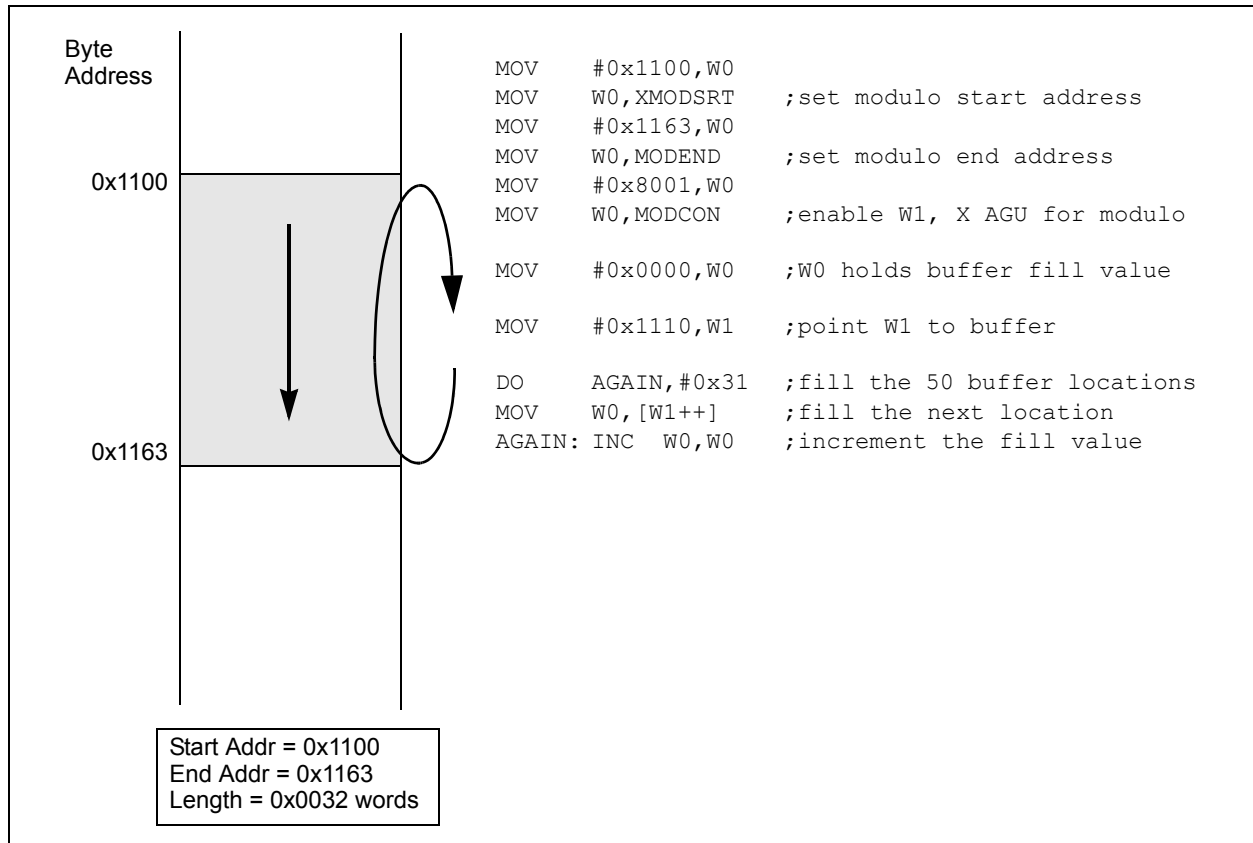 Byte
Address
0x1100
0x1163
MOV #0x1100,W0
MOV W0,XMODSRT ;set modulo start address
MOV #0x1163,W0
MOV W0,MODEND ;set modulo end address
MOV #0x8001,W0
MOV W0,MODCON ;enable W1, X AGU for modulo
MOV #0x0000,W0 ;W0 holds buffer fill value
MOV #0x1110,W1 ;point W1 to buffer
DO AGAIN,#0x31 ;fill the 50 buffer locations
MOV W0,[W1++] ;fill the next location
AGAIN: INC W0,W0 ;increment the fill value
Start Addr = 0x1100
End Addr = 0x1163
Length = 0x0032 words